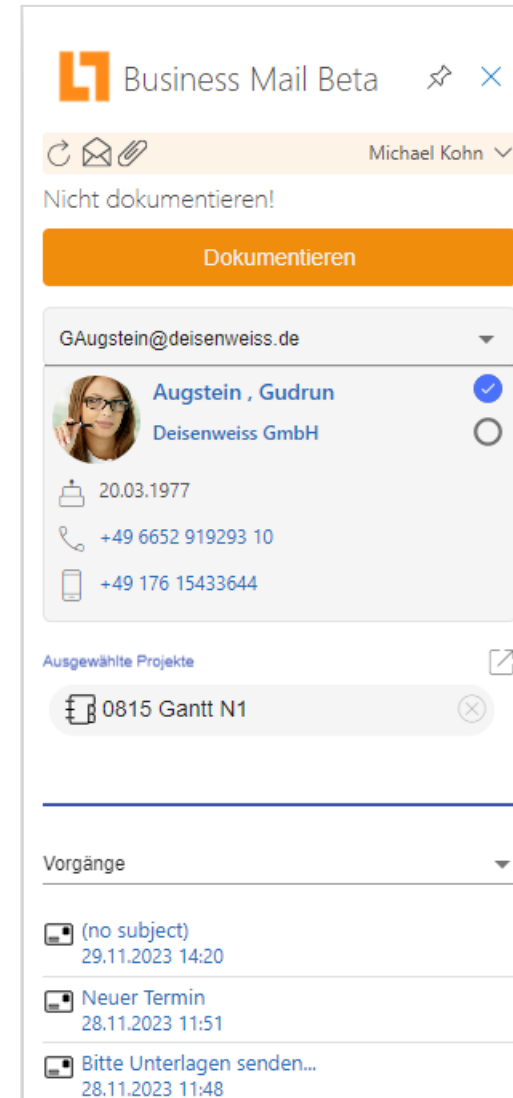 Business Mail Beta
Michael Kohn
Nicht dokumentieren!
Dokumentieren
GAugstein@deisenweiss.de
Augstein , Gudrun
Deisenweiss GmbH
20.03.1977
+49 6652 919293 10
+49 176 15433644
Ausgewählte Projekte
0815 Gantt N1
Vorgänge
(no subject)
29.11.2023 14:20
Neuer Termin
28.11.2023 11:51
Bitte Unterlagen senden...
28.11.2023 11:48